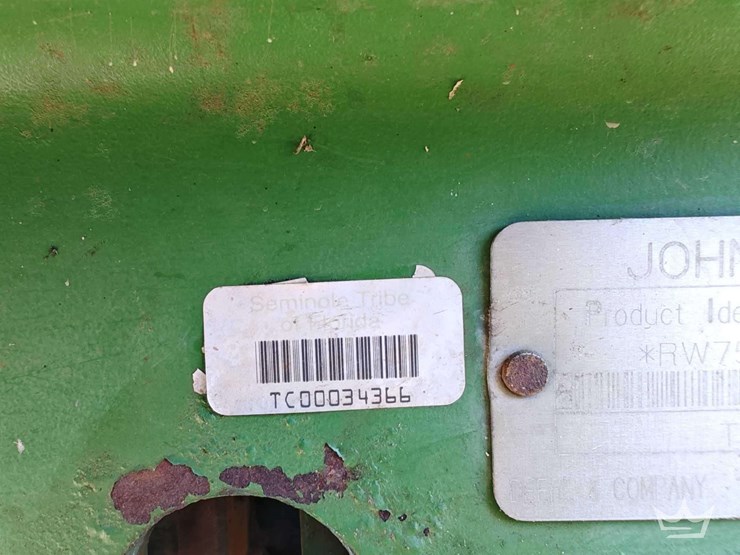 Seminole Tribe
of Florida
TC00034366
JOHN
Product Ide
*RW75
& COMPANY